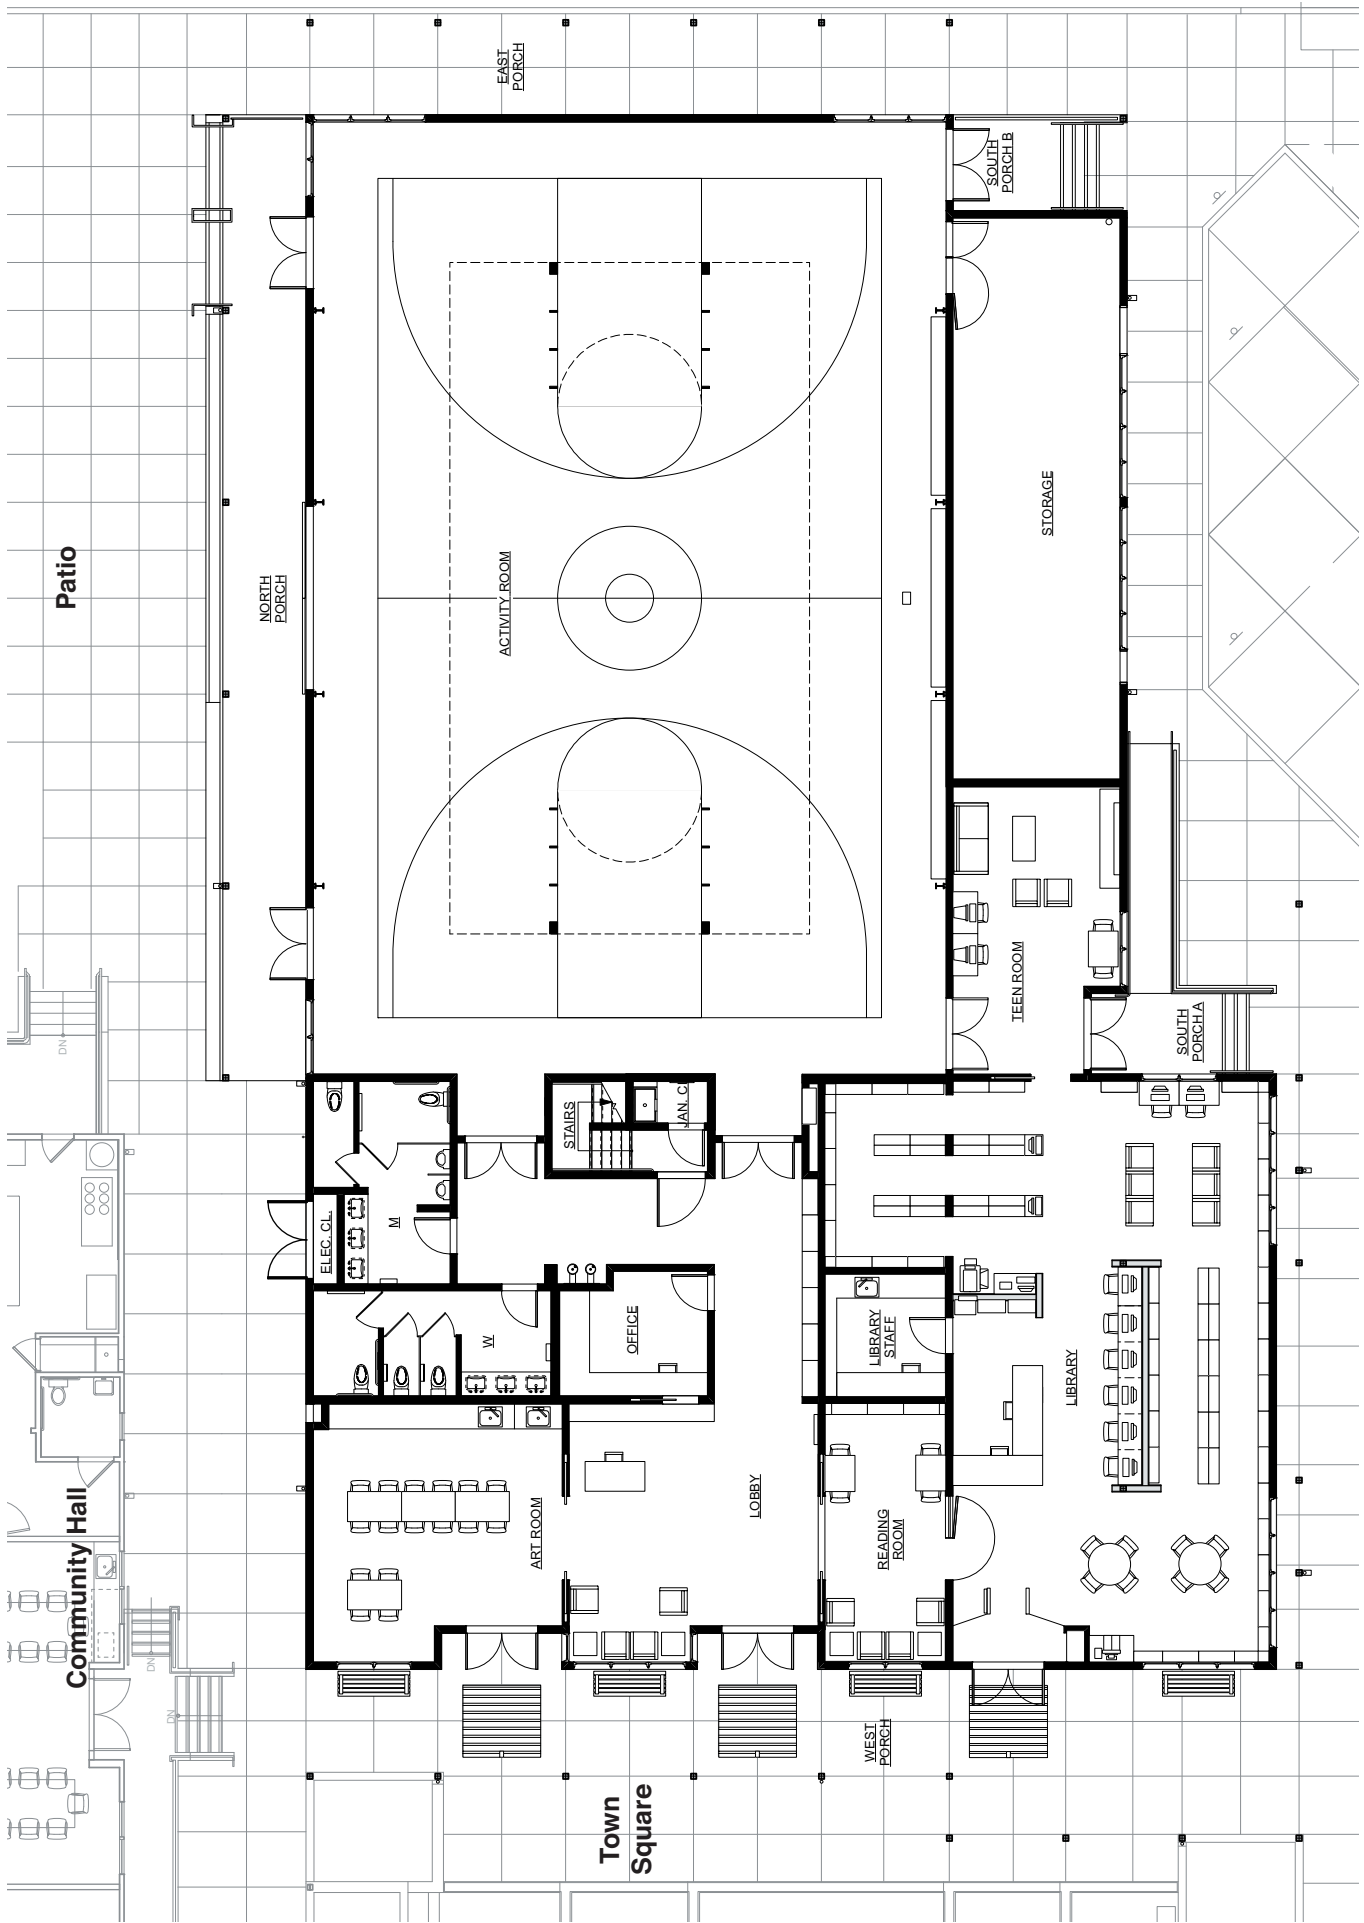 EAST
PORCH
SOUTH
PORCH B
Patio
NORTH
PORCH
ACTIVITY ROOM
STORAGE
TEEN ROOM
SOUTH
PORCH A
DN
STAIRS
JAN. C.
ELEC. CL.
M
W
OFFICE
LIBRARY
STAFF
LIBRARY
Community Hall
ART ROOM
LOBBY
READING
ROOM
DN
DN
WEST
PORCH
Town
Square